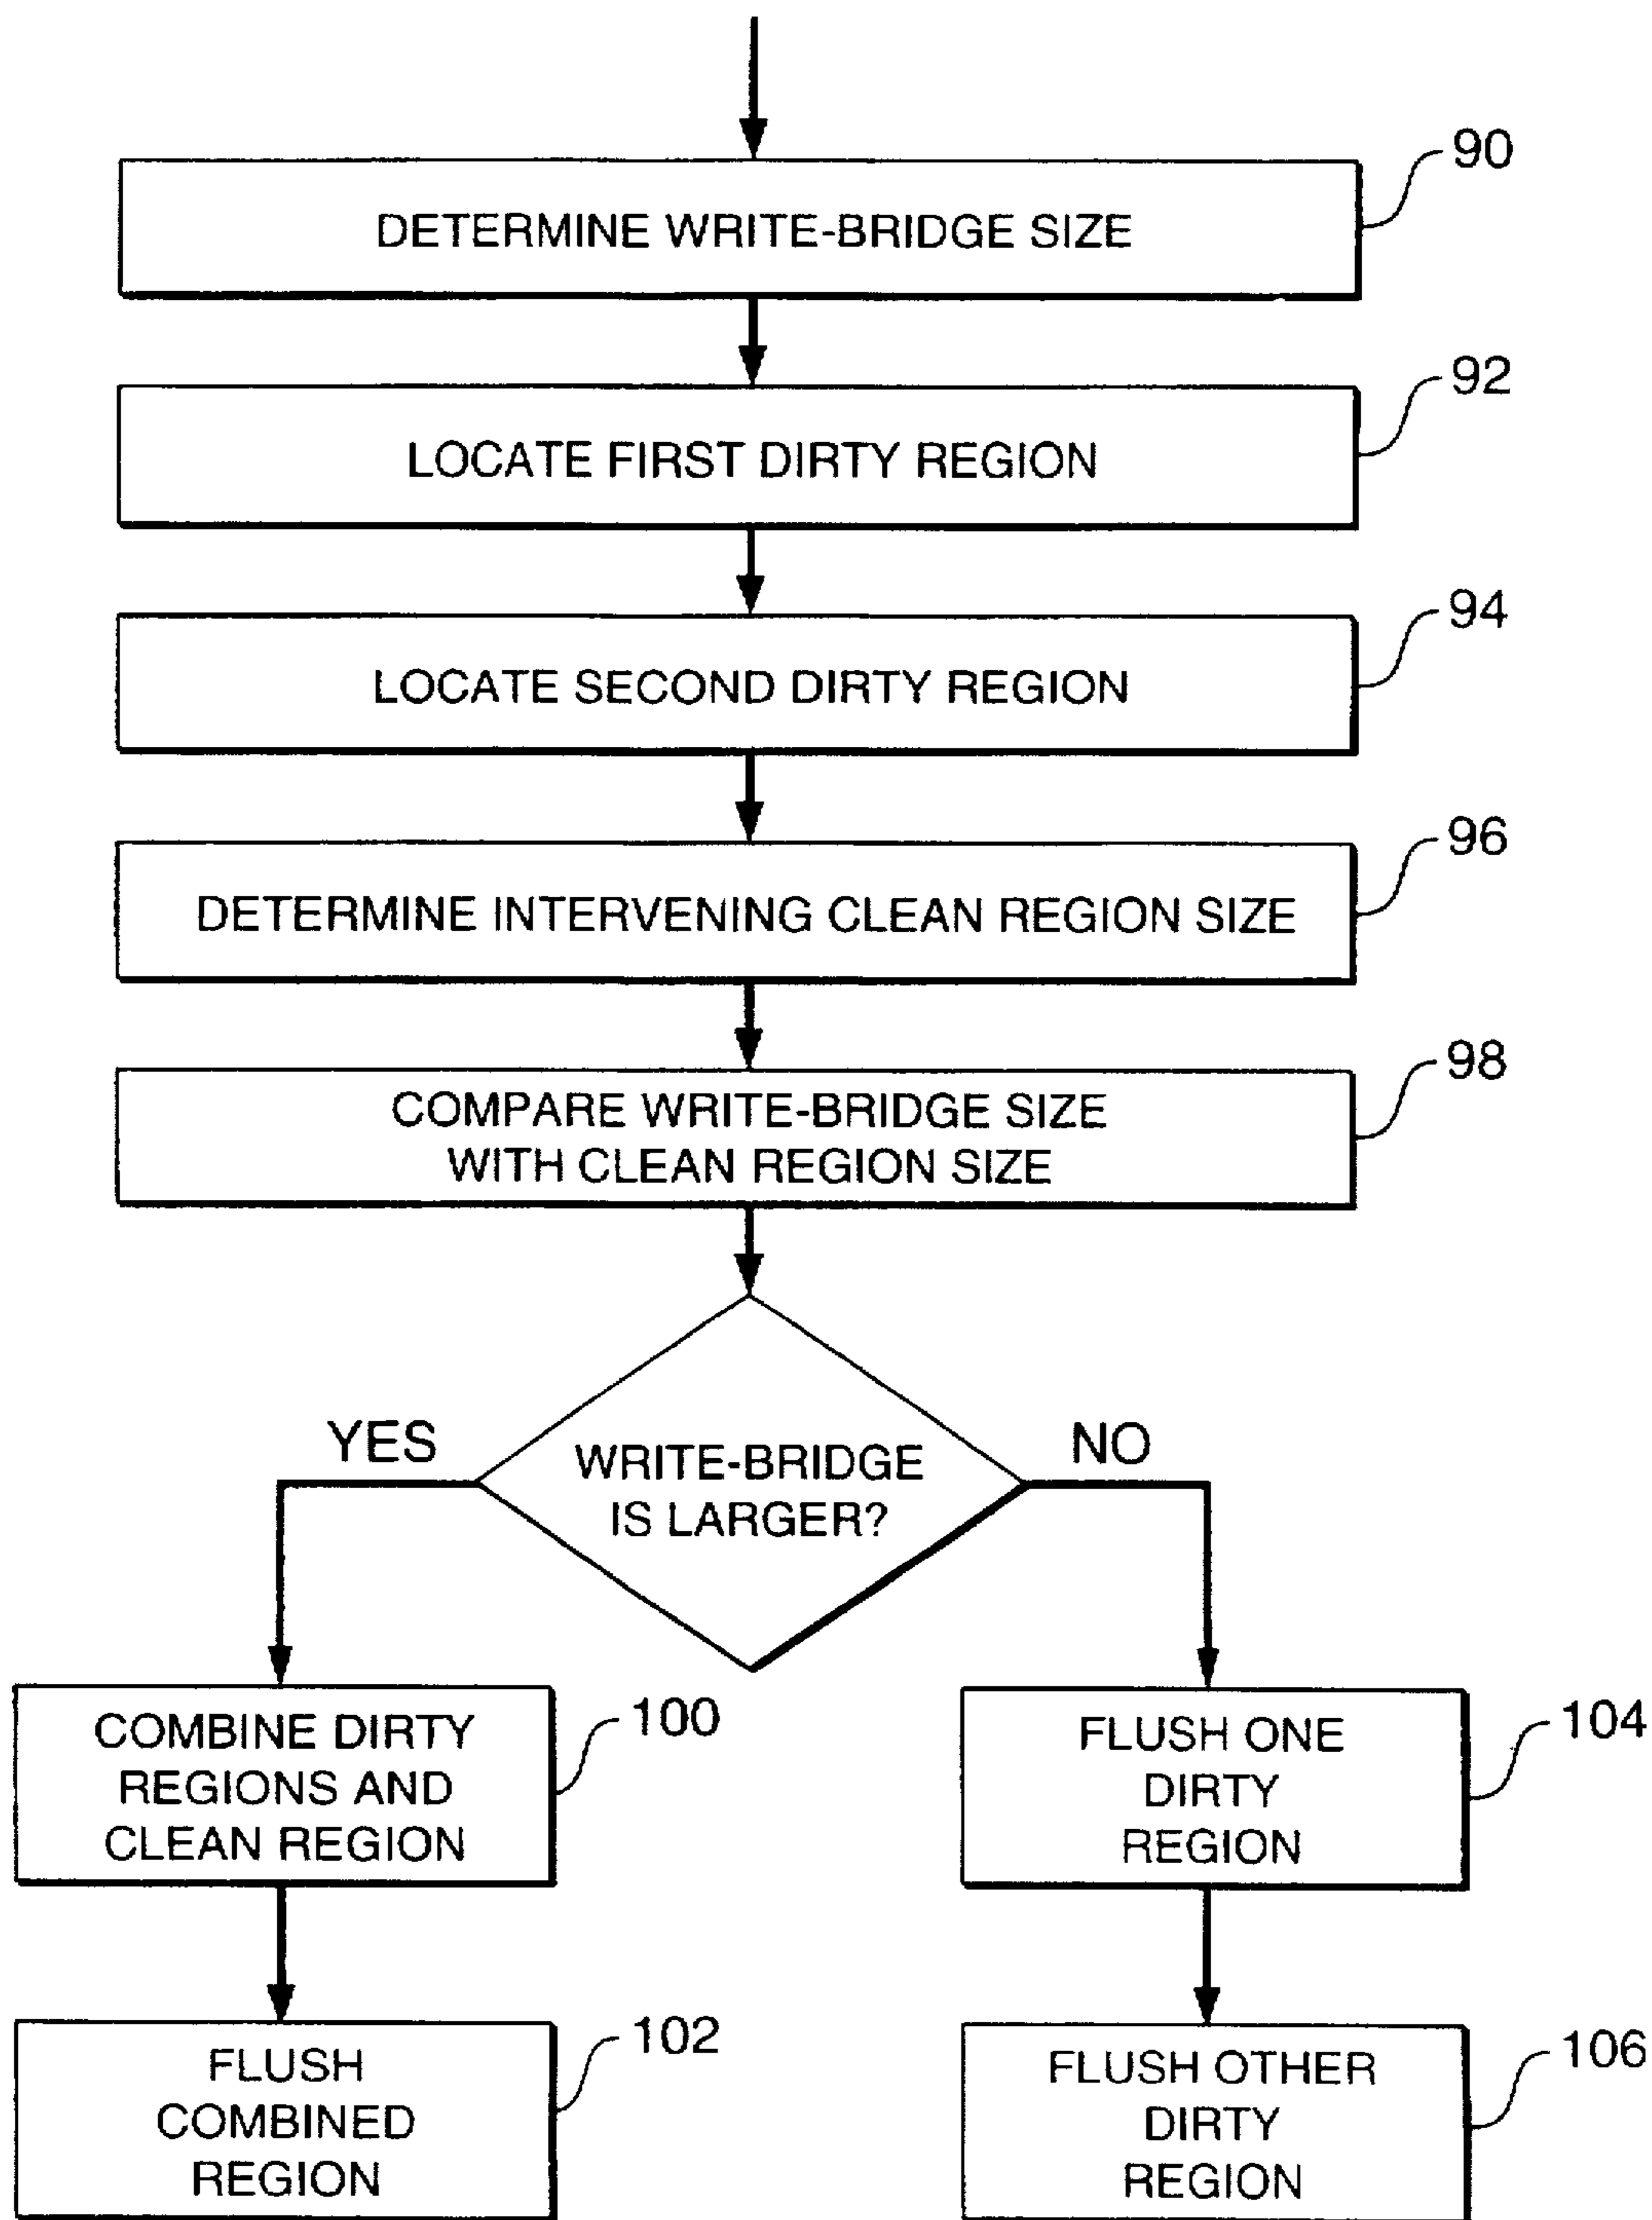 90
DETERMINE WRITE-BRIDGE SIZE
92
LOCATE FIRST DIRTY REGION
94
LOCATE SECOND DIRTY REGION
96
DETERMINE INTERVENING CLEAN REGION SIZE
98
COMPARE WRITE-BRIDGE SIZE
WITH CLEAN REGION SIZE
YES
NO
WRITE-BRIDGE
IS LARGER?
COMBINE DIRTY
REGIONS AND
CLEAN REGION
100
FLUSH ONE
DIRTY
REGION
104
FLUSH
COMBINED
REGION
102
FLUSH OTHER
DIRTY
REGION
106